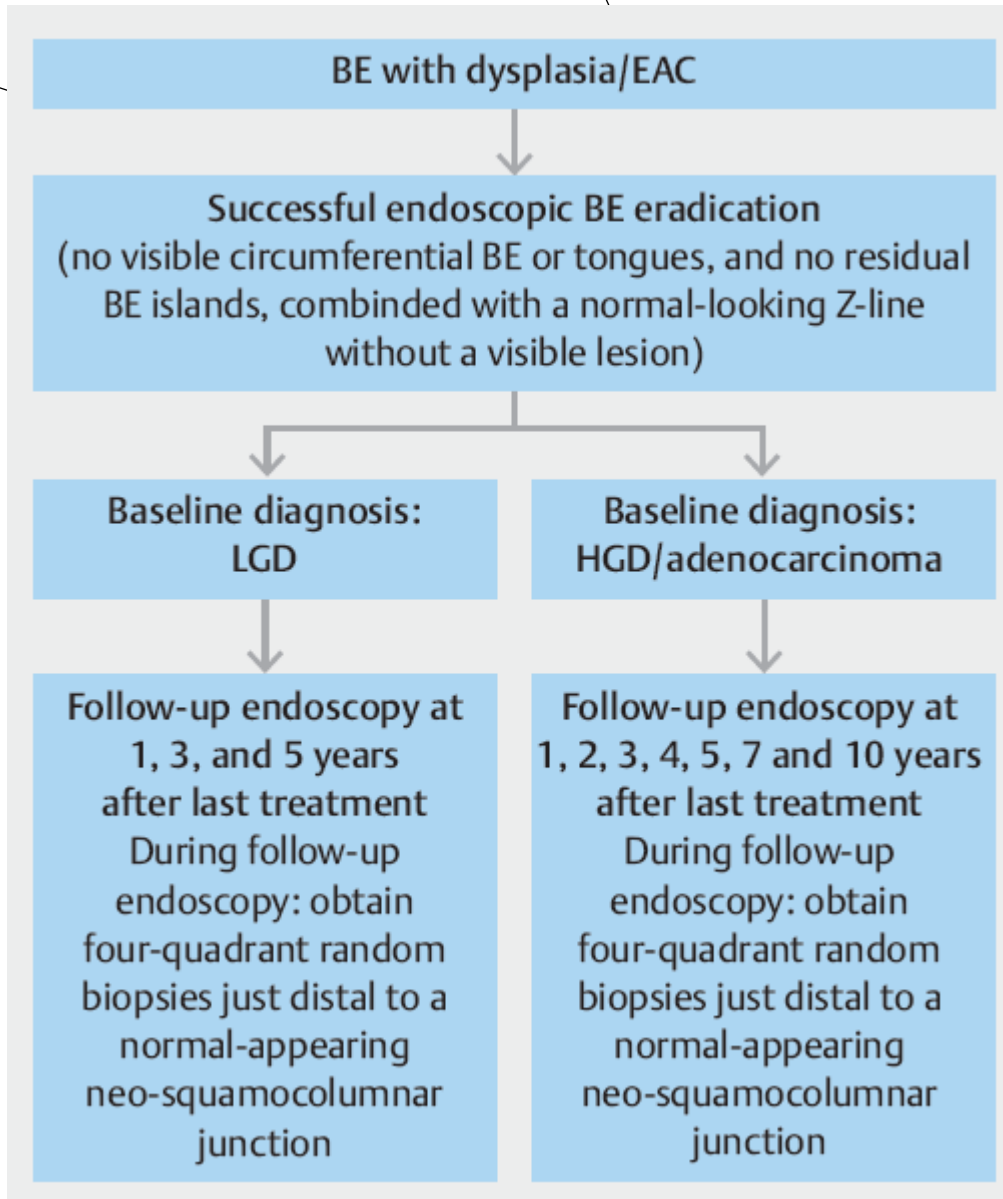 BE with dysplasia/EAC
Successful endoscopic BE eradication
(no visible circumferential BE or tongues, and no residual
BE islands, combinded with a normal-looking Z-line
without a visible lesion)
Baseline diagnosis:
LGD
Baseline diagnosis:
HGD/adenocarcinoma
Follow-up endoscopy at
1, 3, and 5 years
after last treatment
During follow-up
endoscopy: obtain
four-quadrant random
biopsies just distal to a
normal-appearing
neo-squamocolumnar
junction
Follow-up endoscopy at
1, 2, 3, 4, 5, 7 and 10 years
after last treatment
During follow-up
endoscopy: obtain
four-quadrant random
biopsies just distal to a
normal-appearing
neo-squamocolumnar
junction